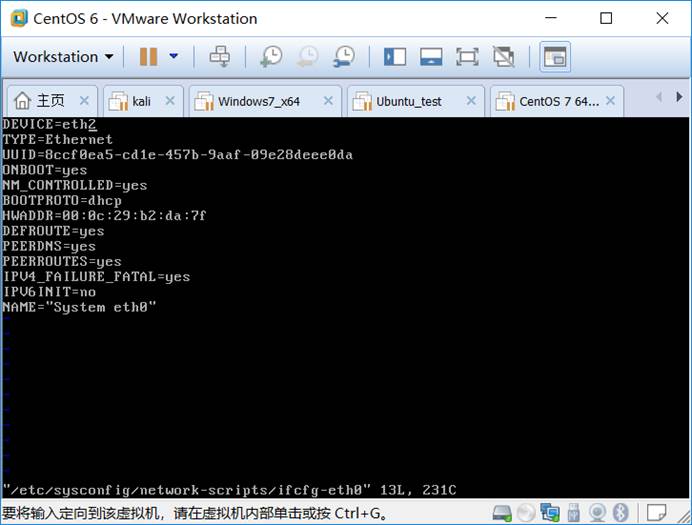 CentOS 6 - VMware Workstation
Workstation
主页
kali
Windows7_x64
Ubuntu_test
CentOS 7 64...
DEVICE=eth2
TYPE=Ethernet
UUID=8ccf0ea5-cd1e-457b-9aaf-09e28deee0da
ONBOOT=yes
NM_CONTROLLED=yes
BOOTPROTO=dhcp
HWADDR=00:0c:29:b2:da:7f
DEFROUTE=yes
PEERDNS=yes
PEERROUTES=yes
IPV4_FAILURE_FATAL=yes
IPV6INIT=no
NAME="System eth0"
~
~
~
~
~
~
~
~
~
~
~
"/etc/sysconfig/network-scripts/ifcfg-eth0" 13L, 231C
要将输入定向到该虚拟机，请在虚拟机内部单击或按 Ctrl+G。